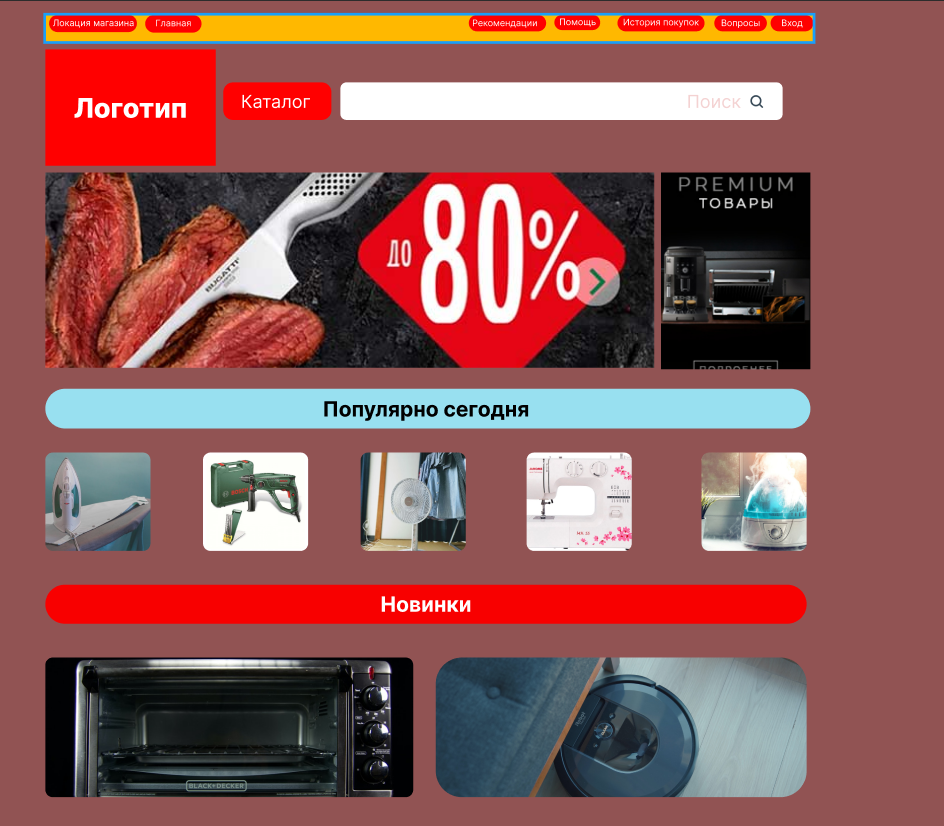 Локация магазина Главная Рекомендации Помощь История покупок Вопросы Вход
Логотип
Каталог
Поиск
BUGATTI
ДО 80%
PREMIUM
ТОВАРЫ
ПОДРОБНЕЕ
Популярно сегодня
BOSCH
JANOME
Новинки
BLACK+DECKER